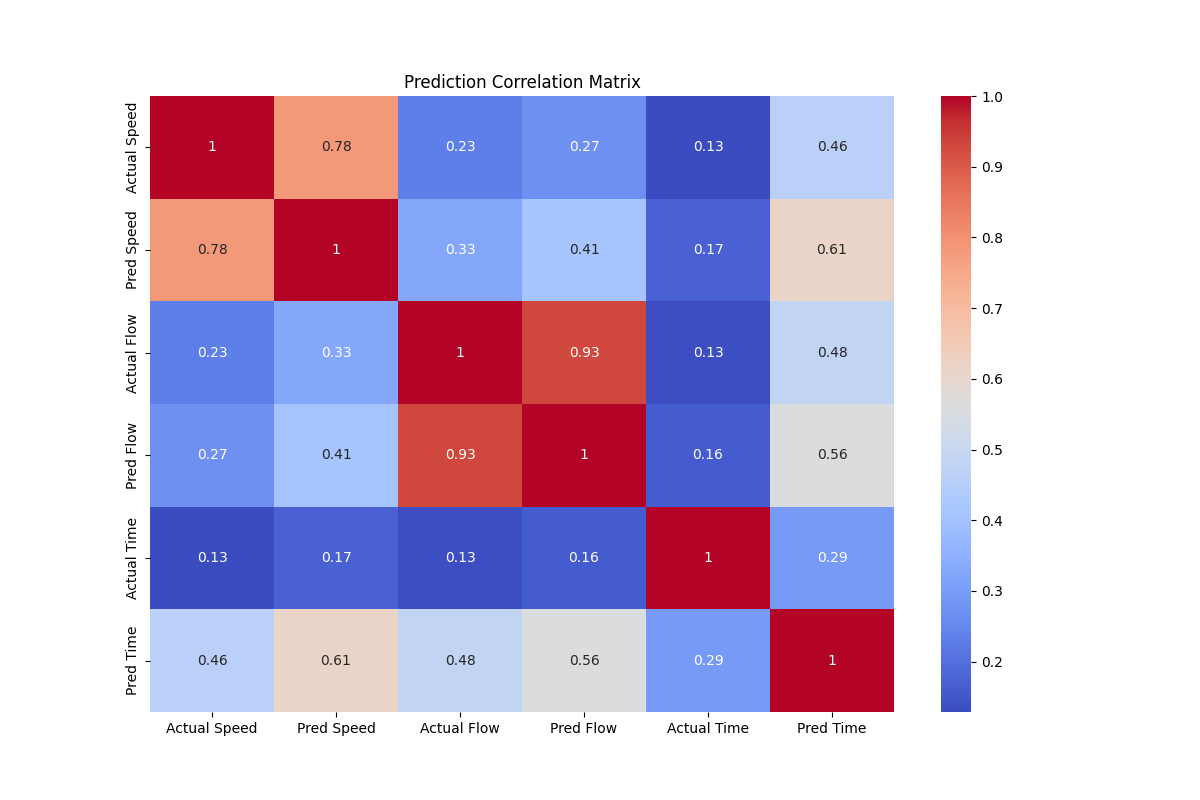 Prediction Correlation Matrix
Actual Speed 1 0.78 0.23 0.27 0.13 0.46
Pred Speed 0.78 1 0.33 0.41 0.17 0.61
Actual Flow 0.23 0.33 1 0.93 0.13 0.48
Pred Flow 0.27 0.41 0.93 1 0.16 0.56
Actual Time 0.13 0.17 0.13 0.16 1 0.29
Pred Time 0.46 0.61 0.48 0.56 0.29 1
Actual Speed Pred Speed Actual Flow Pred Flow Actual Time Pred Time
1.0
0.9
0.8
0.7
0.6
0.5
0.4
0.3
0.2